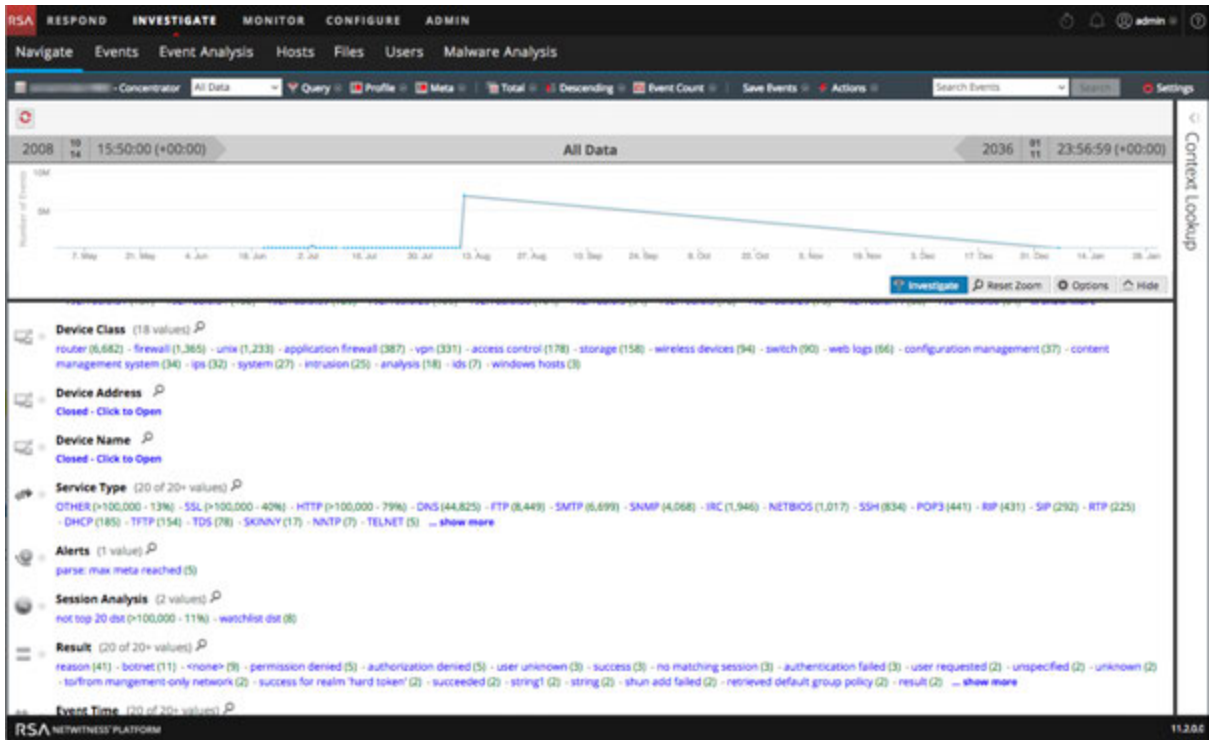 RSA RESPOND INVESTIGATE MONITOR CONFIGURE ADMIN admin
Navigate Events Event Analysis Hosts Files Users Malware Analysis
- Concentrator All Data Query Profile Meta Total Descending Event Count Save Events Actions Search Events Search Settings
2008 10 14 15:50:00 (+00:00) All Data 2036 01 11 23:56:59 (+00:00)
Context Lookup
Number of Events
10M
5M
7. May 21. May 4. Jun 18. Jun 2. Jul 16. Jul 30. Jul 13. Aug 27. Aug 10. Sep 24. Sep 8. Oct 22. Oct 5. Nov 19. Nov 3. Dec 17. Dec 31. Dec 14. Jan 28. Jan
Investigate Reset Zoom Options Hide
Device Class (18 values)
router (6,682) - firewall (1,365) - unix (1,233) - application firewall (387) - vpn (331) - access control (178) - storage (158) - wireless devices (94) - switch (90) - web logs (66) - configuration management (37) - content
management system (34) - ips (32) - system (27) - intrusion (25) - analysis (18) - ids (7) - windows hosts (3)
Device Address
Closed - Click to Open
Device Name
Closed - Click to Open
Service Type (20 of 20+ values)
OTHER (>100,000 - 13%) - SSL (>100,000 - 40%) - HTTP (>100,000 - 79%) - DNS (44,825) - FTP (8,449) - SMTP (6,699) - SNMP (4,068) - IRC (1,946) - NETBIOS (1,017) - SSH (834) - POP3 (441) - RIP (431) - SIP (292) - RTP (225)
- DHCP (185) - TFTP (154) - TDS (78) - SKINNY (17) - NNTP (7) - TELNET (5) ... show more
Alerts (1 value)
parse: max meta reached (5)
Session Analysis (2 values)
not top 20 dst (>100,000 - 11%) - watchlist dst (8)
Result (20 of 20+ values)
reason (41) - botnet (11) - <none> (9) - permission denied (5) - authorization denied (5) - user unknown (3) - success (3) - no matching session (3) - authentication failed (3) - user requested (2) - unspecified (2) - unknown (2)
- to/from mangement-only network (2) - success for realm 'hard token' (2) - succeeded (2) - string1 (2) - string (2) - shun add failed (2) - retrieved default group policy (2) - result (2) ... show more
Event Time (20 of 20+ values)
RSA NETWITNESS PLATFORM 11.2.0.0